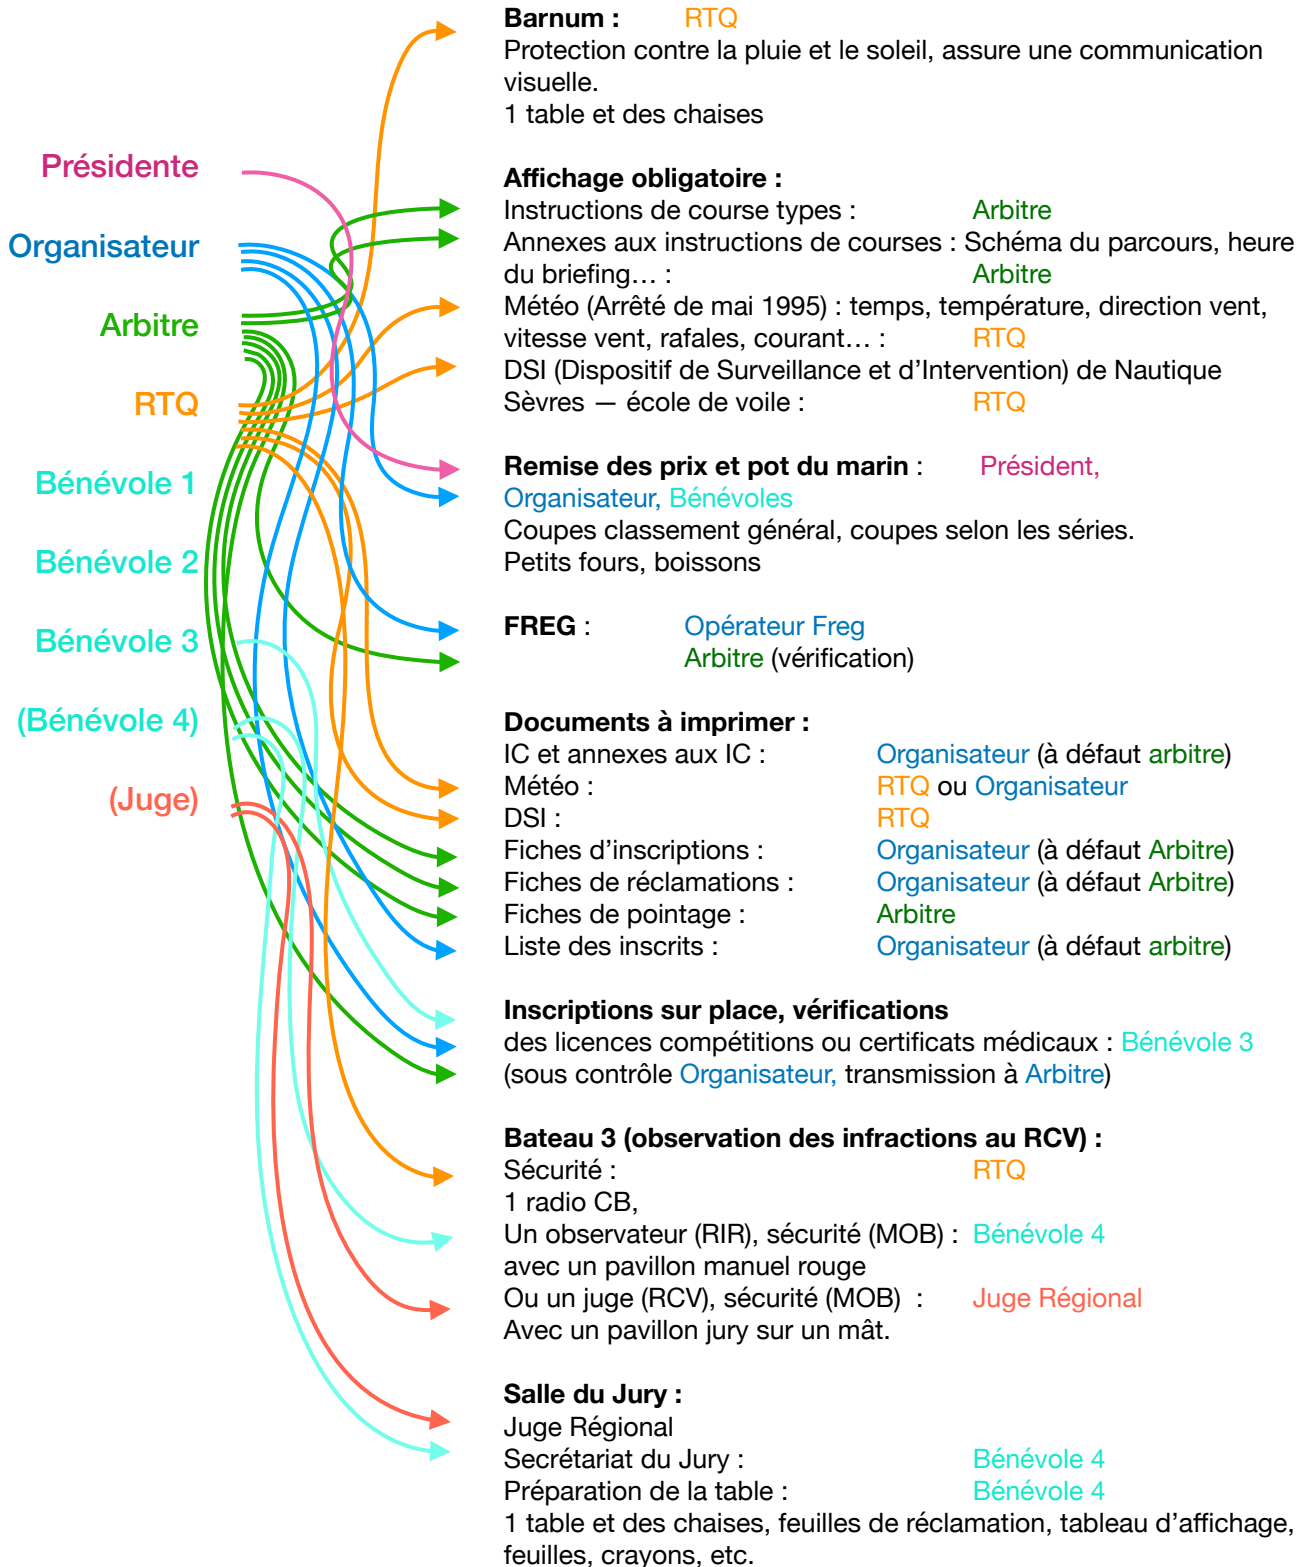 Présidente
Organisateur
Arbitre
RTQ
Bénévole 1
Bénévole 2
Bénévole 3
(Bénévole 4)
(Juge)
Barnum : RTQ
Protection contre la pluie et le soleil, assure une communication
visuelle.
1 table et des chaises
Affichage obligatoire :
Instructions de course types : Arbitre
Annexes aux instructions de courses : Schéma du parcours, heure
du briefing… : Arbitre
Météo (Arrêté de mai 1995) : temps, température, direction vent,
vitesse vent, rafales, courant… : RTQ
DSI (Dispositif de Surveillance et d’Intervention) de Nautique
Sèvres — école de voile : RTQ
Remise des prix et pot du marin : Président,
Organisateur, Bénévoles
Coupes classement général, coupes selon les séries.
Petits fours, boissons
FREG : Opérateur Freg
Arbitre (vérification)
Documents à imprimer :
IC et annexes aux IC : Organisateur (à défaut arbitre)
Météo : RTQ ou Organisateur
DSI : RTQ
Fiches d’inscriptions : Organisateur (à défaut Arbitre)
Fiches de réclamations : Organisateur (à défaut Arbitre)
Fiches de pointage : Arbitre
Liste des inscrits : Organisateur (à défaut arbitre)
Inscriptions sur place, vérifications
des licences compétitions ou certificats médicaux : Bénévole 3
(sous contrôle Organisateur, transmission à Arbitre)
Bateau 3 (observation des infractions au RCV) :
Sécurité : RTQ
1 radio CB,
Un observateur (RIR), sécurité (MOB) : Bénévole 4
avec un pavillon manuel rouge
Ou un juge (RCV), sécurité (MOB) : Juge Régional
Avec un pavillon jury sur un mât.
Salle du Jury :
Juge Régional
Secrétariat du Jury : Bénévole 4
Préparation de la table : Bénévole 4
1 table et des chaises, feuilles de réclamation, tableau d’affichage,
feuilles, crayons, etc.